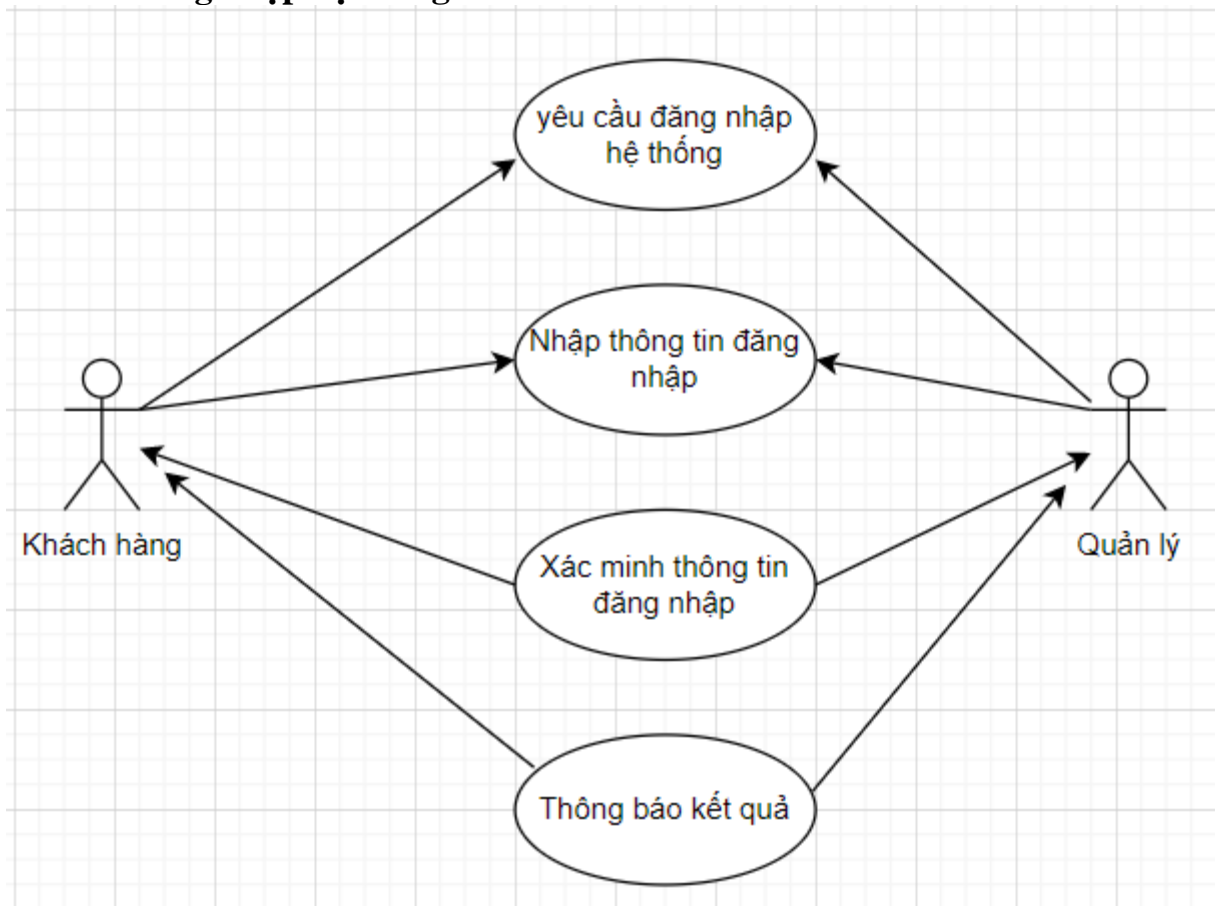 yêu cầu đăng nhập
hệ thống
Nhập thông tin đăng
nhập
Khách hàng
Quản lý
Xác minh thông tin
đăng nhập
Thông báo kết quả